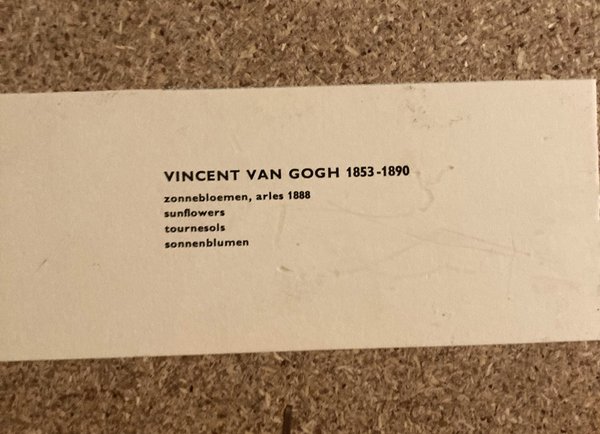 VINCENT VAN GOGH 1853-1890
zonnebloemen, arles 1888
sunflowers
tournesols
sonnenblumen